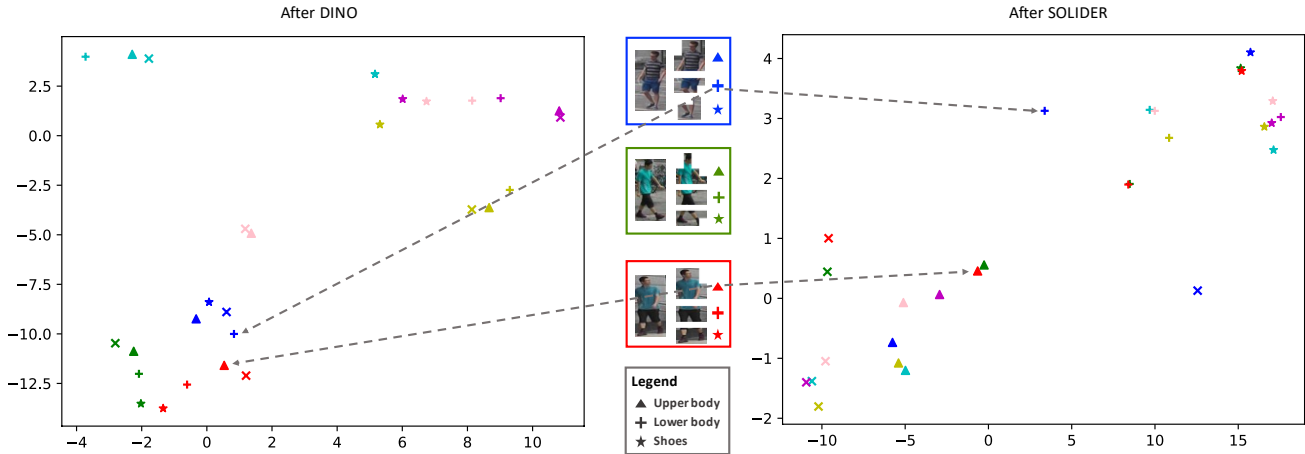 After DINO
After SOLIDER
2.5
0.0
−2.5
−5.0
−7.5
−10.0
−12.5
−4 −2 0 2 4 6 8 10
Legend
Upper body
Lower body
Shoes
4
3
2
1
0
−1
−2
−10 −5 0 5 10 15